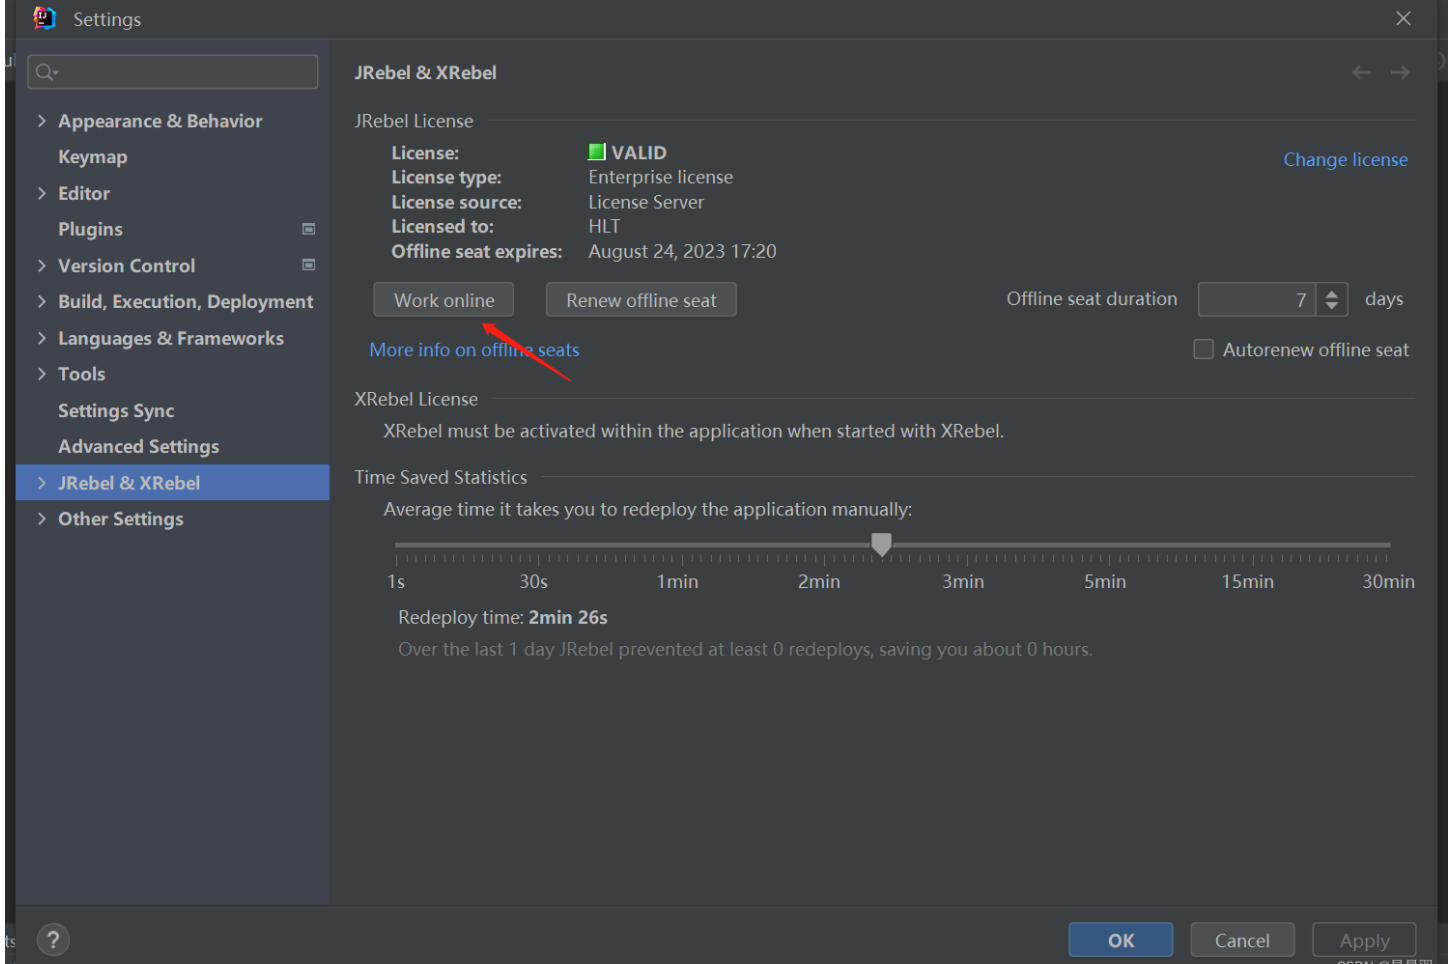 Settings
JRebel & XRebel
Appearance & Behavior
Keymap
Editor
Plugins
Version Control
Build, Execution, Deployment
Languages & Frameworks
Tools
Settings Sync
Advanced Settings
JRebel & XRebel
Other Settings
JRebel License
License: VALID
Change license
License type: Enterprise license
License source: License Server
Licensed to: HLT
Offline seat expires: August 24, 2023 17:20
Work online Renew offline seat Offline seat duration 7 days
More info on offline seats Autorenew offline seat
XRebel License
XRebel must be activated within the application when started with XRebel.
Time Saved Statistics
Average time it takes you to redeploy the application manually:
1s 30s 1min 2min 3min 5min 15min 30min
Redeploy time: 2min 26s
Over the last 1 day JRebel prevented at least 0 redeploys, saving you about 0 hours.
? OK Cancel Apply